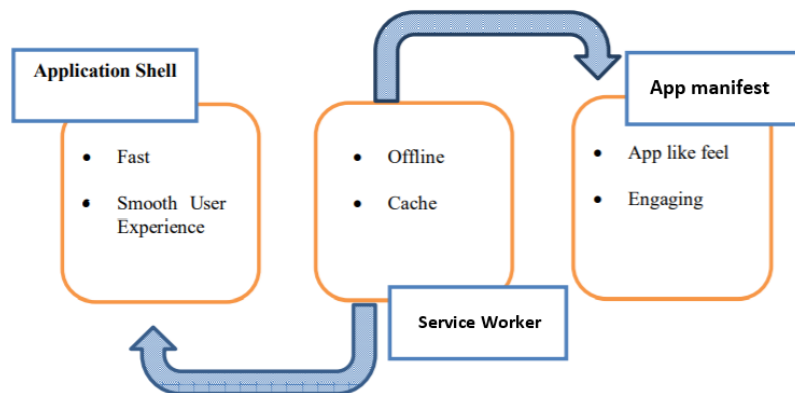 Application Shell
• Fast
• Smooth User
Experience
• Offline
• Cache
Service Worker
App manifest
• App like feel
• Engaging